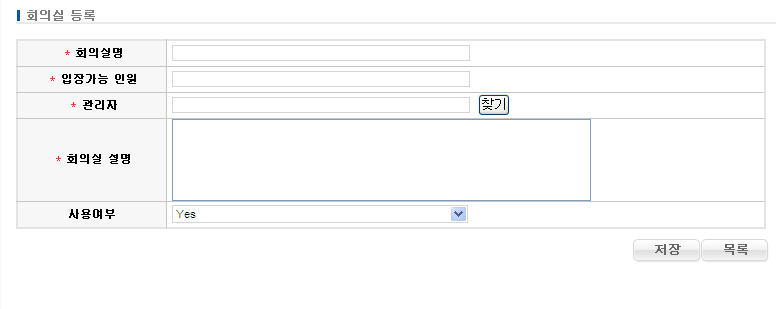 회의실 등록
* 회의실명
* 입장가능 인원
* 관리자 찾기
* 회의실 설명
사용여부 Yes
저장 목록